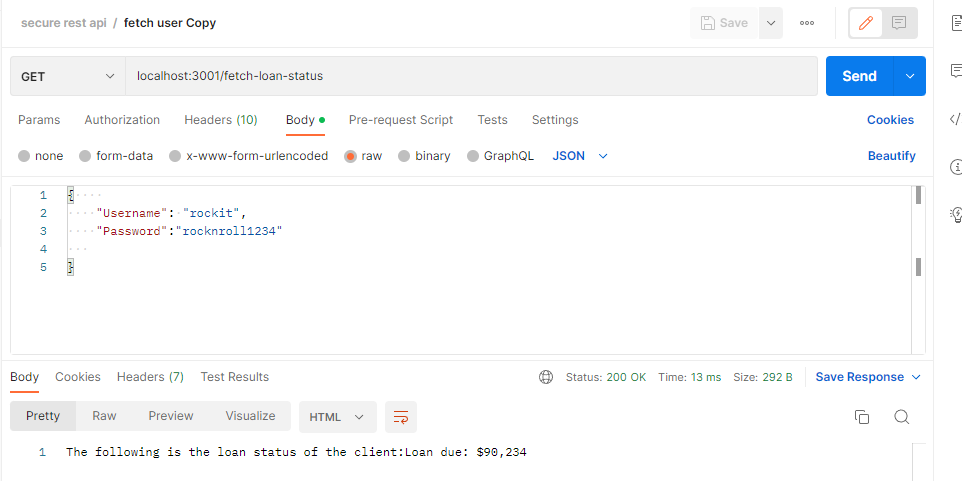 secure rest api / fetch user Copy
Save
GET
localhost:3001/fetch-loan-status
Send
Params Authorization Headers (10) Body Pre-request Script Tests Settings Cookies
none form-data x-www-form-urlencoded raw binary GraphQL JSON Beautify
1 {
2 "Username": "rockit",
3 "Password":"rocknroll1234"
4
5 }
Body Cookies Headers (7) Test Results Status: 200 OK Time: 13 ms Size: 292 B Save Response
Pretty Raw Preview Visualize HTML
1 The following is the loan status of the client:Loan due: $90,234